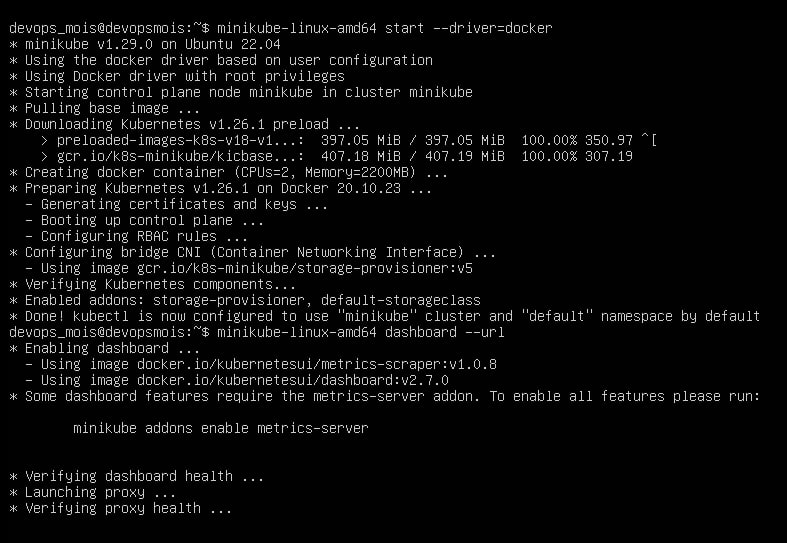 devops_mois@devopsmois:~$ minikube-linux-amd64 start --driver=docker
* minikube v1.29.0 on Ubuntu 22.04
* Using the docker driver based on user configuration
* Using Docker driver with root privileges
* Starting control plane node minikube in cluster minikube
* Pulling base image ...
* Downloading Kubernetes v1.26.1 preload ...
    > preloaded-images-k8s-v18-v1...:  397.05 MiB / 397.05 MiB  100.00% 350.97 ^[
    > gcr.io/k8s-minikube/kicbase...:  407.18 MiB / 407.19 MiB  100.00% 307.19
* Creating docker container (CPUs=2, Memory=2200MB) ...
* Preparing Kubernetes v1.26.1 on Docker 20.10.23 ...
  - Generating certificates and keys ...
  - Booting up control plane ...
  - Configuring RBAC rules ...
* Configuring bridge CNI (Container Networking Interface) ...
  - Using image gcr.io/k8s-minikube/storage-provisioner:v5
* Verifying Kubernetes components...
* Enabled addons: storage-provisioner, default-storageclass
* Done! kubectl is now configured to use "minikube" cluster and "default" namespace by default
devops_mois@devopsmois:~$ minikube-linux-amd64 dashboard --url
* Enabling dashboard ...
  - Using image docker.io/kubernetesui/metrics-scraper:v1.0.8
  - Using image docker.io/kubernetesui/dashboard:v2.7.0
* Some dashboard features require the metrics-server addon. To enable all features please run:
        minikube addons enable metrics-server
* Verifying dashboard health ...
* Launching proxy ...
* Verifying proxy health ...